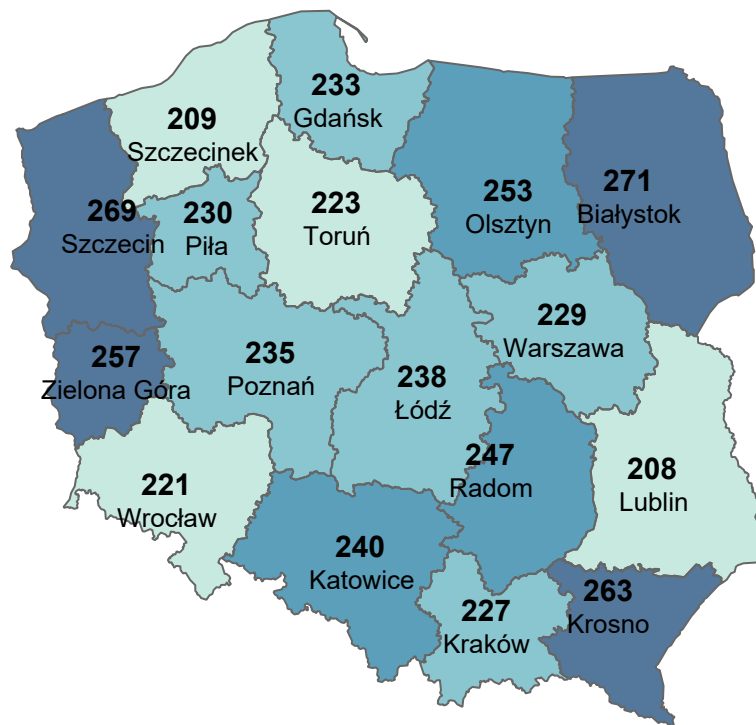 233
Gdańsk
209
Szczecinek
271
Białystok
253
Olsztyn
223
Toruń
230
Piła
269
Szczecin
229
Warszawa
235
Poznań
257
Zielona Góra
238
Łódź
247
Radom
208
Lublin
221
Wrocław
240
Katowice
263
Krosno
227
Kraków